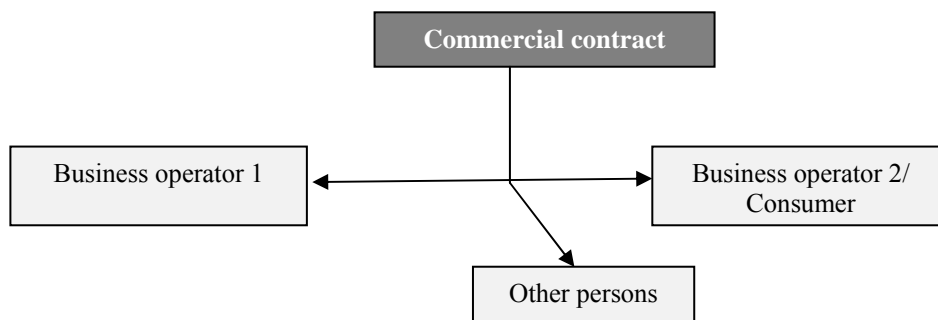 Commercial contract
Business operator 1
Business operator 2/
Consumer
Other persons